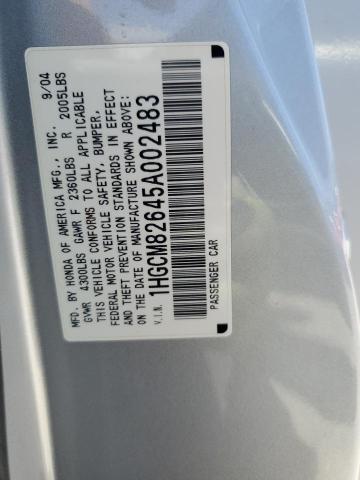 MFD. BY HONDA OF AMERICA MFG., INC. 9/04
GVWR 4300LBS GAWR F 2360LBS R 2005LBS
THIS VEHICLE CONFORMS TO ALL APPLICABLE
FEDERAL MOTOR VEHICLE SAFETY, BUMPER,
AND THEFT PREVENTION STANDARDS IN EFFECT
ON THE DATE OF MANUFACTURE SHOWN ABOVE:
V.I.N. 1HGCM82645A002483
PASSENGER CAR